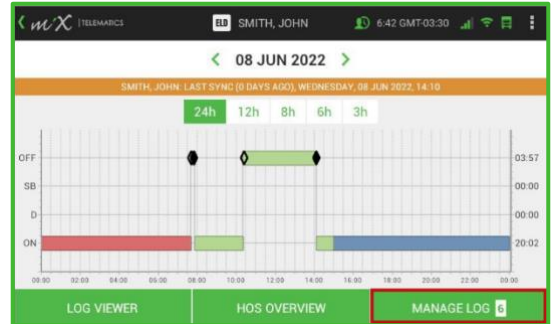 miX | TELEMATICS ELD SMITH, JOHN 6:42 GMT-03:30
< 08 JUN 2022 >
SMITH, JOHN: LAST SYNC (0 DAYS AGO), WEDNESDAY, 08 JUN 2022, 14:10
24h 12h 8h 6h 3h
OFF 03:57
SB 00:00
D 00:00
ON 20:02
00:00 02:00 04:00 06:00 08:00 10:00 12:00 14:00 16:00 18:00 20:00 22:00 00:00
LOG VIEWER HOS OVERVIEW MANAGE LOG 6